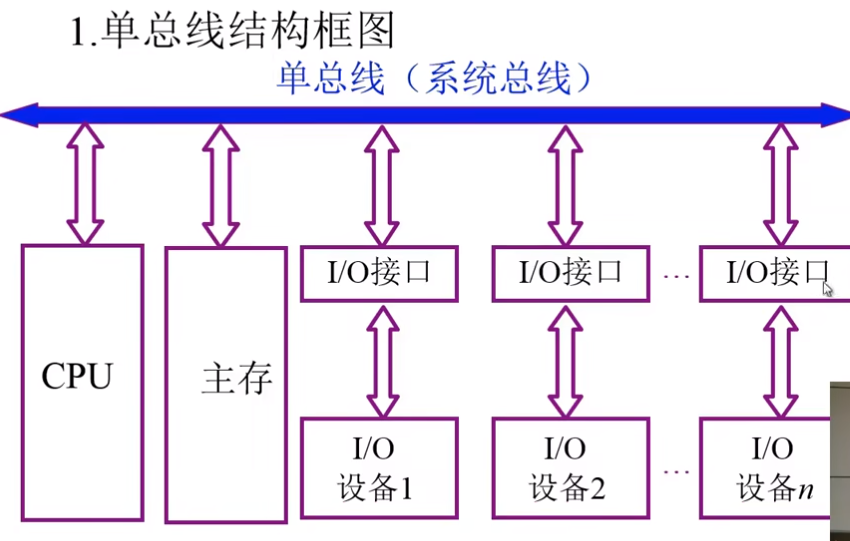 1.单总线结构框图
单总线（系统总线）
I/O接口
I/O接口
…
I/O接口
CPU
主存
I/O
设备1
I/O
设备2
…
I/O
设备n